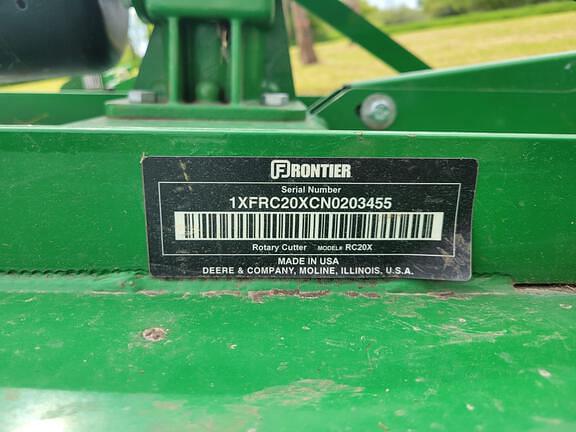 FRONTIER
Serial Number
1XFRC20XCN0203455
Rotary Cutter MODEL# RC20X
MADE IN USA
DEERE & COMPANY, MOLINE, ILLINOIS, U.S.A.